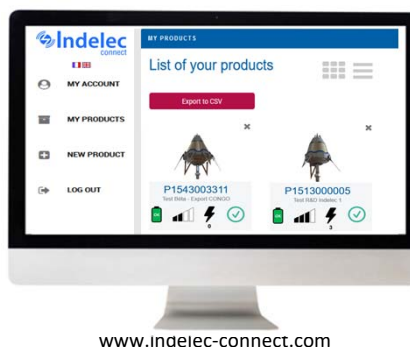 Indelec
connect
MY ACCOUNT
MY PRODUCTS
NEW PRODUCT
LOG OUT
MY PRODUCTS
List of your products
Export to CSV
P1543003311
Test Beta - Export CONGO
0
P1513000005
Test R&D Indelec 1
3
www.indelec-connect.com